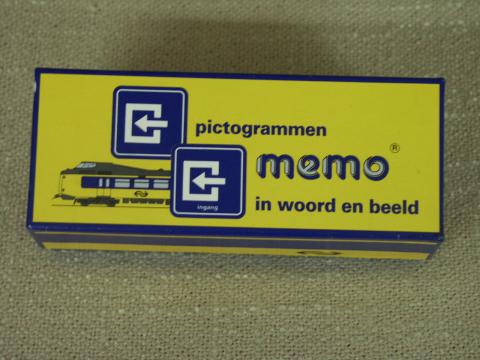 pictogrammen
memo®
in woord en beeld
ingang